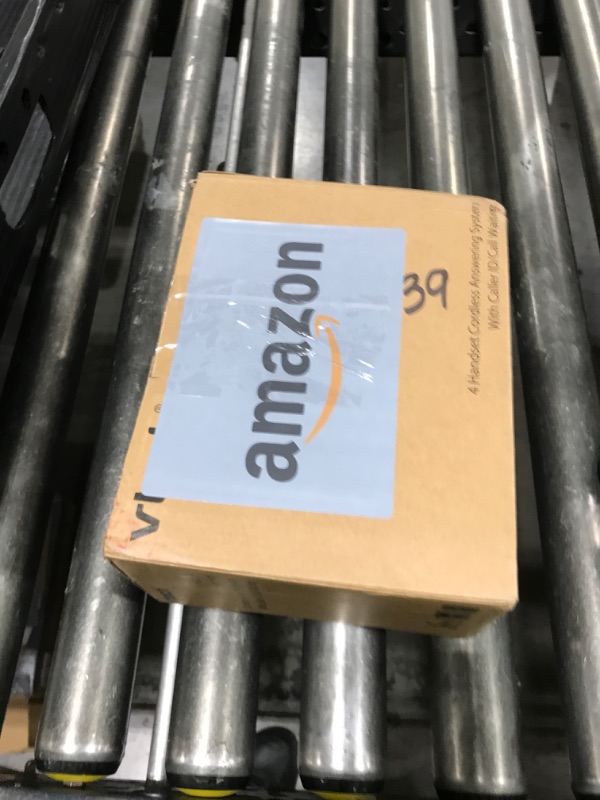 amazon
39
4 Handset Cordless Answering System
With Caller ID/Call Waiting